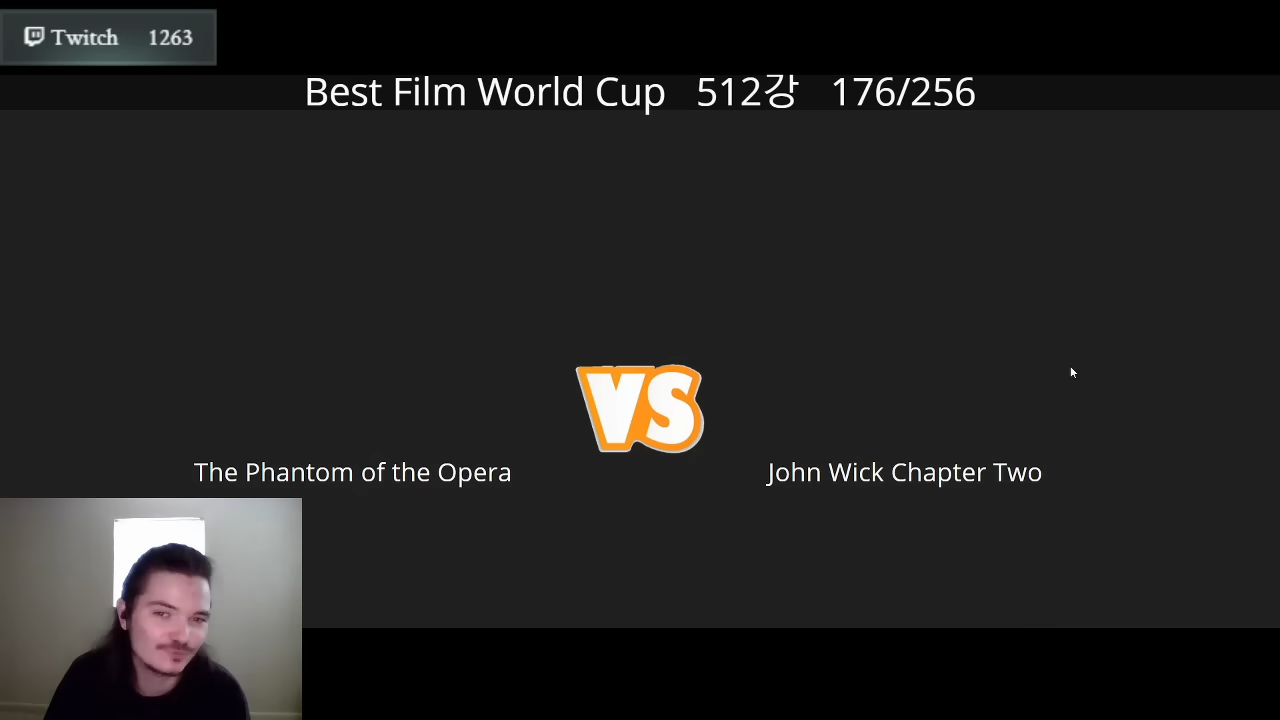 Twitch 1263
Best Film World Cup 512강 176/256
VS
The Phantom of the Opera
John Wick Chapter Two